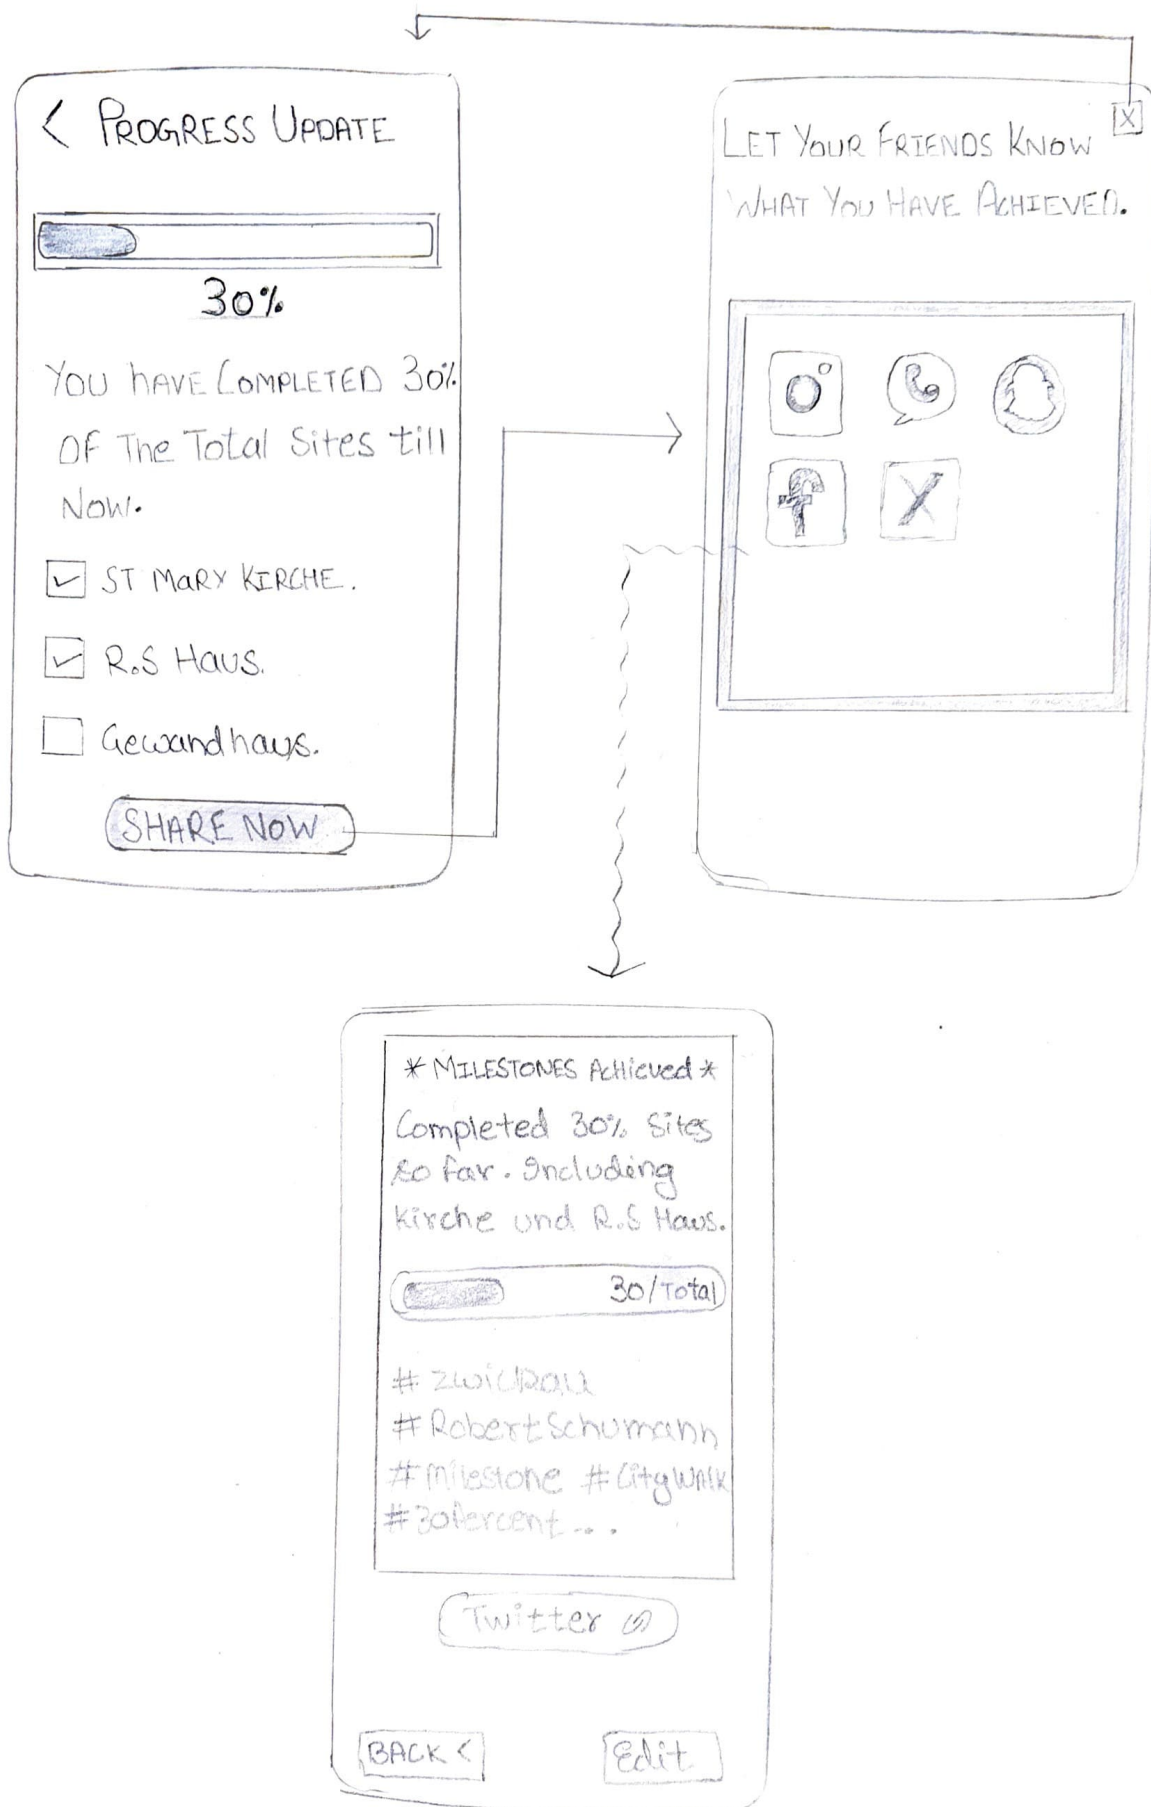 < PROGRESS UPDATE
30%
YOU HAVE COMPLETED 30%
OF The Total Sites till
NOW.
ST MARY KIRCHE.
R.S Haus.
Gewandhaus.
SHARE NOW
X
LET YOUR FRIENDS KNOW
WHAT YOU HAVE ACHIEVED.
f X
* MILESTONES AcHieved *
Completed 30% Sites
so far. Including
Kirche und R.S Haus.
30/Total
# Zwickau
# RobertSchumann
# Milestone # CityWalk
# 30Percent ...
Twitter
BACK <
Edit